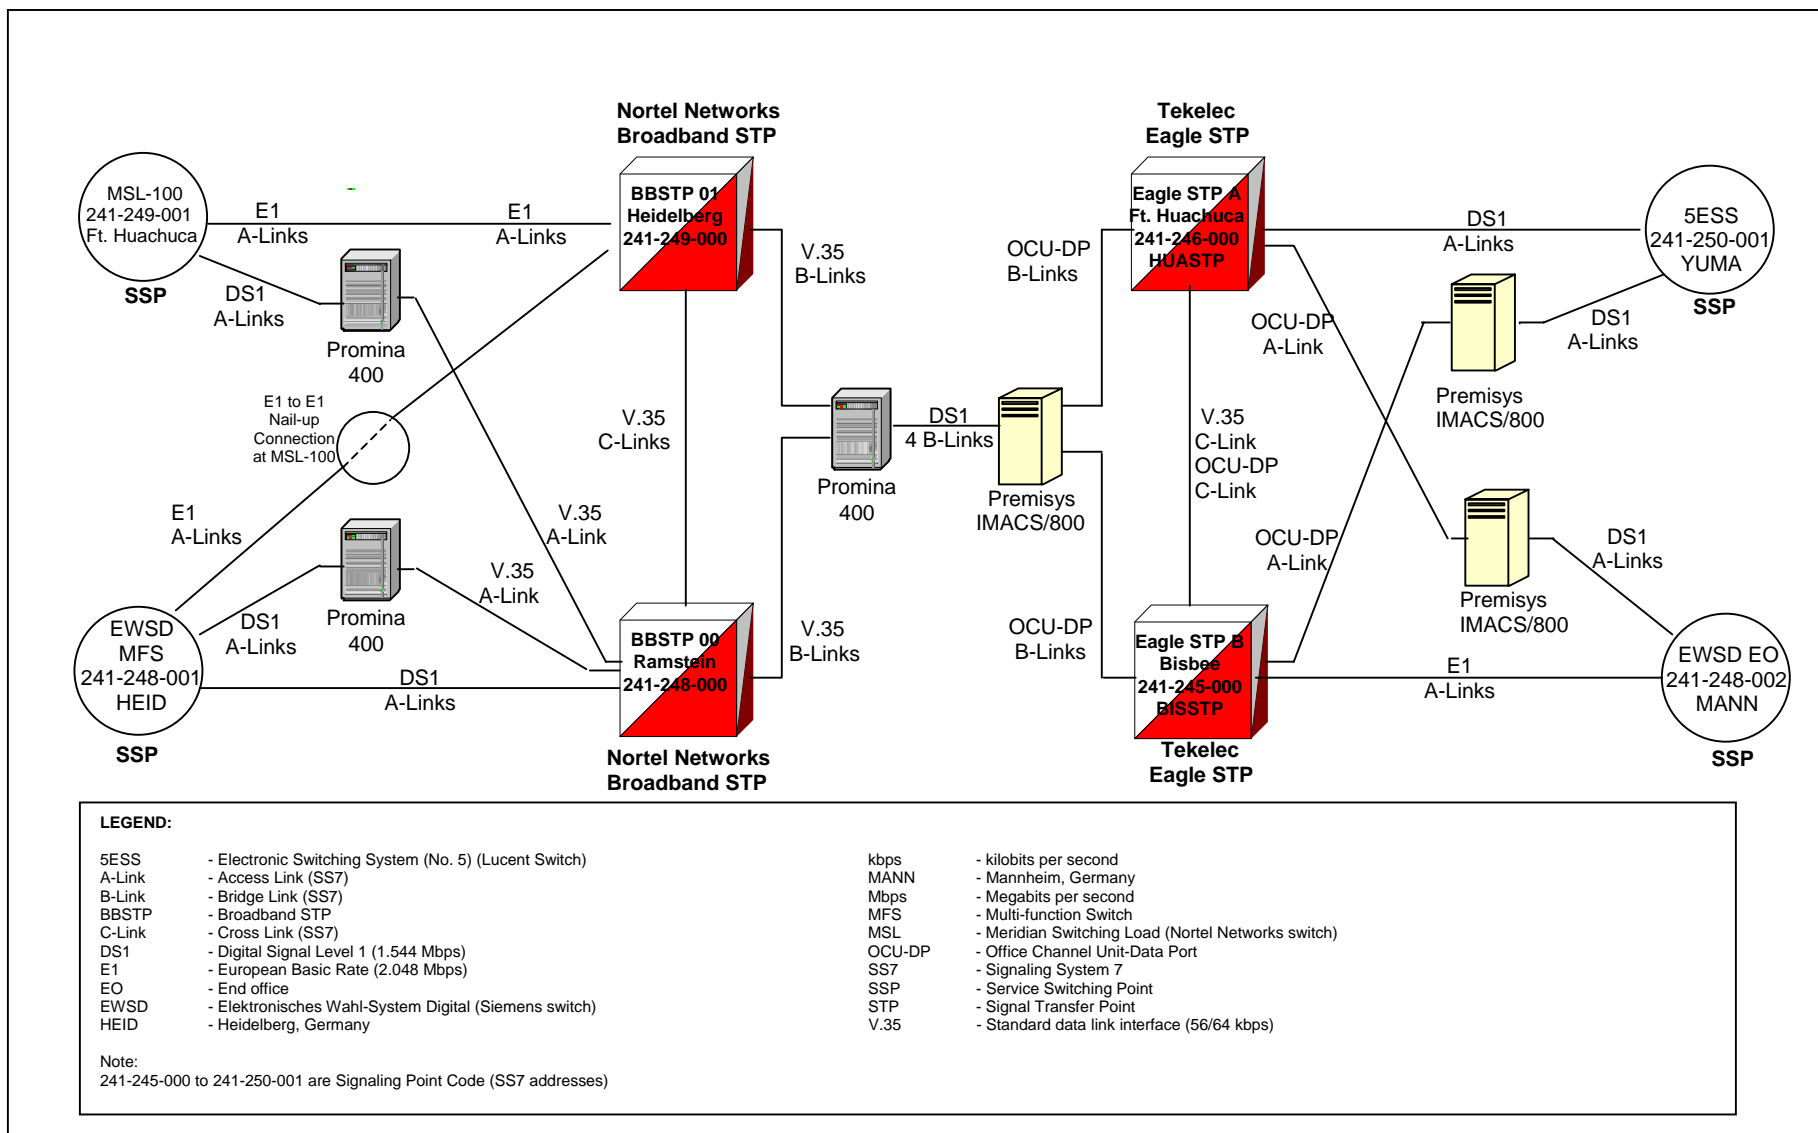 Nortel Networks
Broadband STP
Tekelec
Eagle STP
MSL-100
241-249-001
Ft. Huachuca
SSP
E1
A-Links
E1
A-Links
BBSTP 01
Heidelberg
241-249-000
V.35
B-Links
OCU-DP
B-Links
Eagle STP A
Ft. Huachuca
241-246-000
HUASTP
DS1
A-Links
5ESS
241-250-001
YUMA
SSP
DS1
A-Links
Promina
400
OCU-DP
A-Link
DS1
A-Links
Premisys
IMACS/800
E1 to E1
Nail-up
Connection
at MSL-100
V.35
C-Links
Promina
400
DS1
4 B-Links
Premisys
IMACS/800
V.35
C-Link
OCU-DP
C-Link
E1
A-Links
V.35
A-Link
V.35
A-Link
OCU-DP
A-Link
DS1
A-Links
Premisys
IMACS/800
DS1
A-Links
Promina
400
EWSD
MFS
241-248-001
HEID
SSP
DS1
A-Links
BBSTP 00
Ramstein
241-248-000
V.35
B-Links
OCU-DP
B-Links
Eagle STP B
Bisbee
241-245-000
BISSTP
E1
A-Links
EWSD EO
241-248-002
MANN
SSP
Nortel Networks
Broadband STP
Tekelec
Eagle STP
LEGEND:
5ESS - Electronic Switching System (No. 5) (Lucent Switch)
A-Link - Access Link (SS7)
B-Link - Bridge Link (SS7)
BBSTP - Broadband STP
C-Link - Cross Link (SS7)
DS1 - Digital Signal Level 1 (1.544 Mbps)
E1 - European Basic Rate (2.048 Mbps)
EO - End office
EWSD - Elektronisches Wahl-System Digital (Siemens switch)
HEID - Heidelberg, Germany
kbps - kilobits per second
MANN - Mannheim, Germany
Mbps - Megabits per second
MFS - Multi-function Switch
MSL - Meridian Switching Load (Nortel Networks switch)
OCU-DP - Office Channel Unit-Data Port
SS7 - Signaling System 7
SSP - Service Switching Point
STP - Signal Transfer Point
V.35 - Standard data link interface (56/64 kbps)
Note:
241-245-000 to 241-250-001 are Signaling Point Code (SS7 addresses)